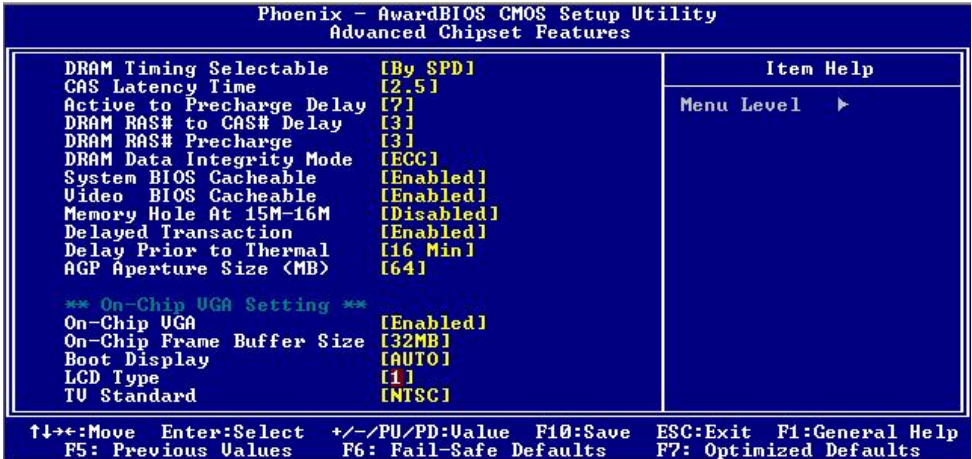 Phoenix - AwardBIOS CMOS Setup Utility
Advanced Chipset Features
DRAM Timing Selectable [By SPD]
CAS Latency Time [2.5]
Active to Precharge Delay [7]
DRAM RAS# to CAS# Delay [3]
DRAM RAS# Precharge [3]
DRAM Data Integrity Mode [ECC]
System BIOS Cacheable [Enabled]
Video BIOS Cacheable [Enabled]
Memory Hole At 15M-16M [Disabled]
Delayed Transaction [Enabled]
Delay Prior to Thermal [16 Min]
AGP Aperture Size (MB) [64]
** On-Chip VGA Setting **
On-Chip VGA [Enabled]
On-Chip Frame Buffer Size [32MB]
Boot Display [AUTO]
LCD Type [1]
TV Standard [NTSC]
Item Help
Menu Level ►
↑↓→←:Move Enter:Select +/-/PU/PD:Value F10:Save ESC:Exit F1:General Help
F5: Previous Values F6: Fail-Safe Defaults F7: Optimized Defaults